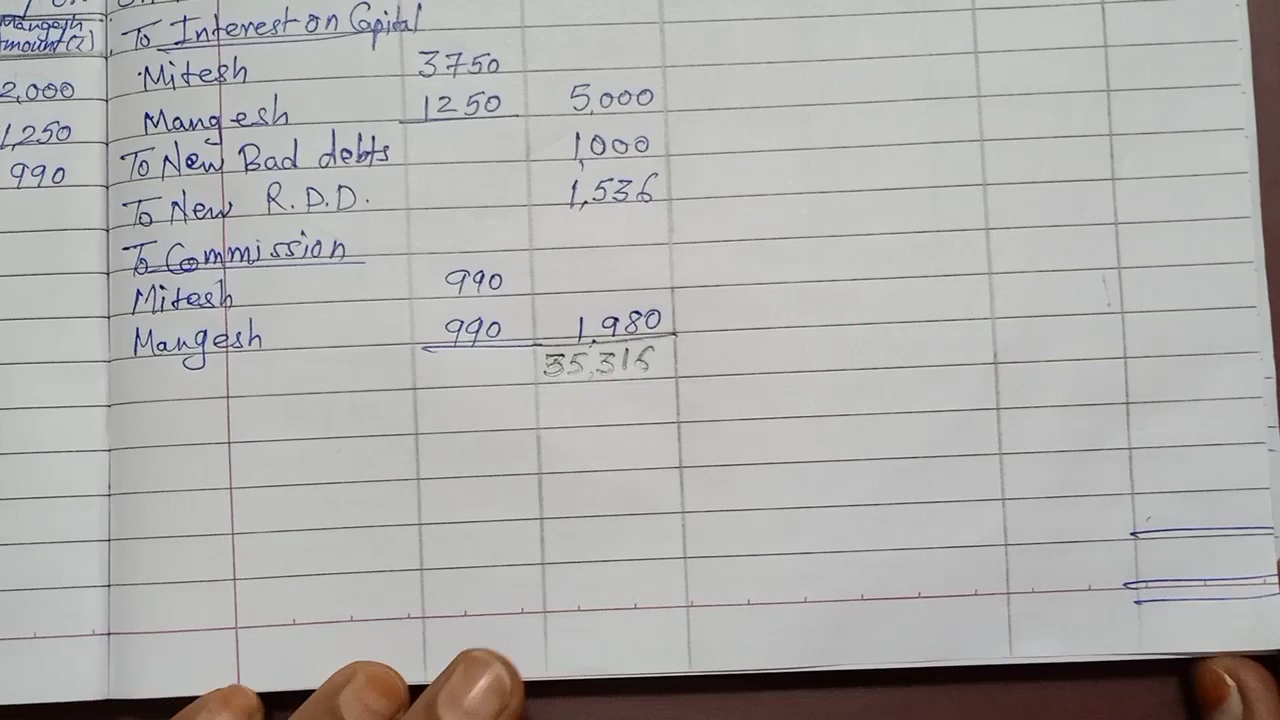 Mangesh
mount(₹)
2,000
1,250
990
To Interest on Capital
Mitesh 3750
Mangesh 1250 5,000
To New Bad debts 1,000
To New R.D.D. 1,536
To Commission
Mitesh 990
Mangesh 990 1,980
35,316